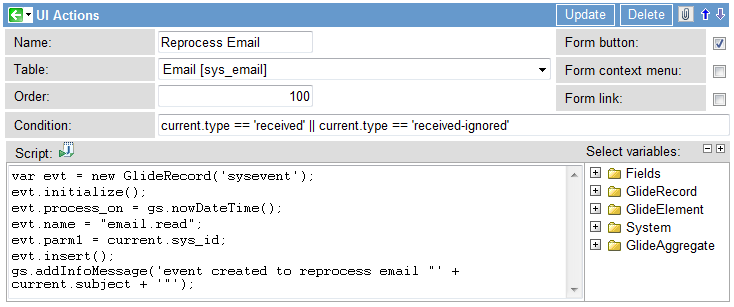 UI Actions Update Delete
Name: Reprocess Email Form button:
Table: Email [sys_email] Form context menu:
Order: 100 Form link:
Condition: current.type == 'received' || current.type == 'received-ignored'
Script: Select variables:
var evt = new GlideRecord('sysevent'); Fields
evt.initialize(); GlideRecord
evt.process_on = gs.nowDateTime(); GlideElement
evt.name = "email.read"; System
evt.parm1 = current.sys_id; GlideAggregate
evt.insert();
gs.addInfoMessage('event created to reprocess email "' +
current.subject + '"');